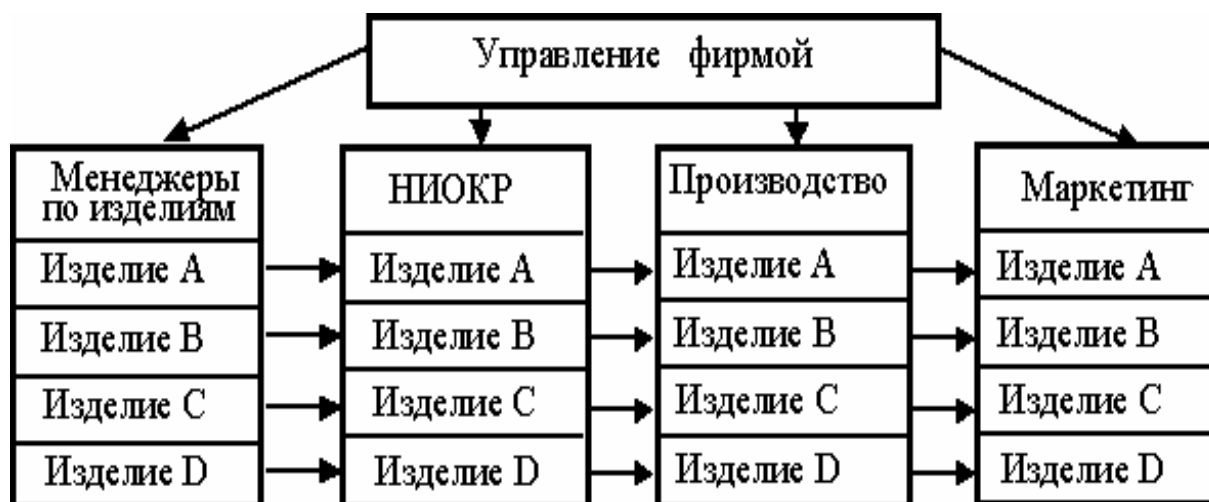 Управление фирмой
Менеджеры
по изделиям
НИОКР
Производство
Маркетинг
Изделие A
Изделие A
Изделие A
Изделие A
Изделие B
Изделие B
Изделие B
Изделие B
Изделие C
Изделие C
Изделие C
Изделие C
Изделие D
Изделие D
Изделие D
Изделие D